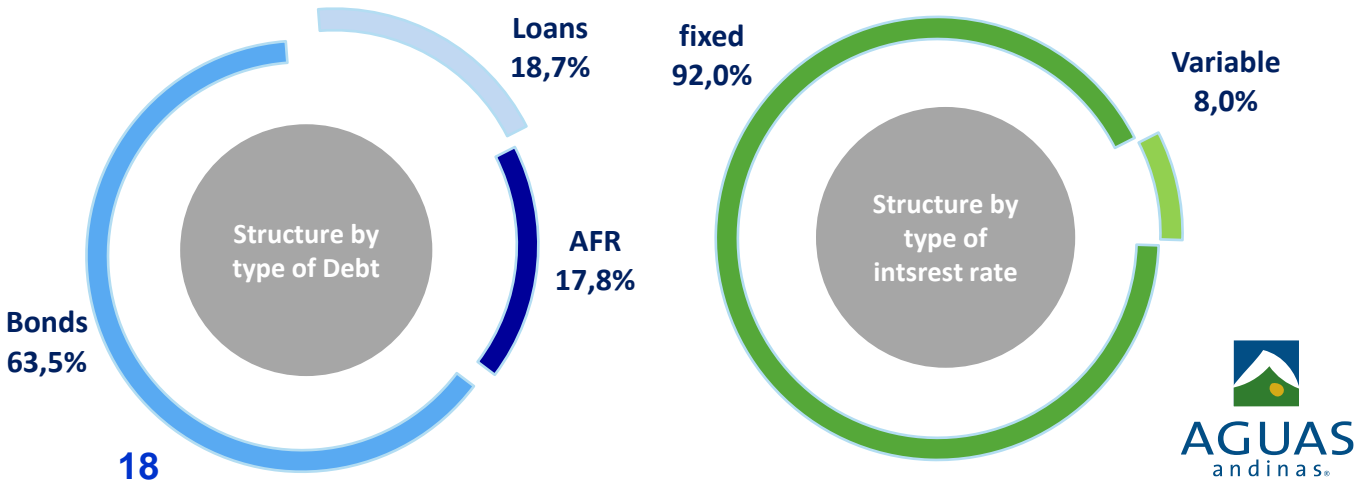 Loans
18,7%
Structure by
type of Debt
AFR
17,8%
Bonds
63,5%
fixed
92,0%
Variable
8,0%
Structure by
type of
intsrest rate
18
AGUAS
andinas®